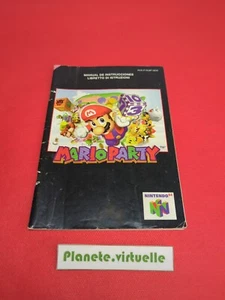 MANUAL DE INSTRUCCIONES
LIBRETTO DI ISTRUZIONI
MARIO PARTY
NINTENDO 64
Planete.virtuelle